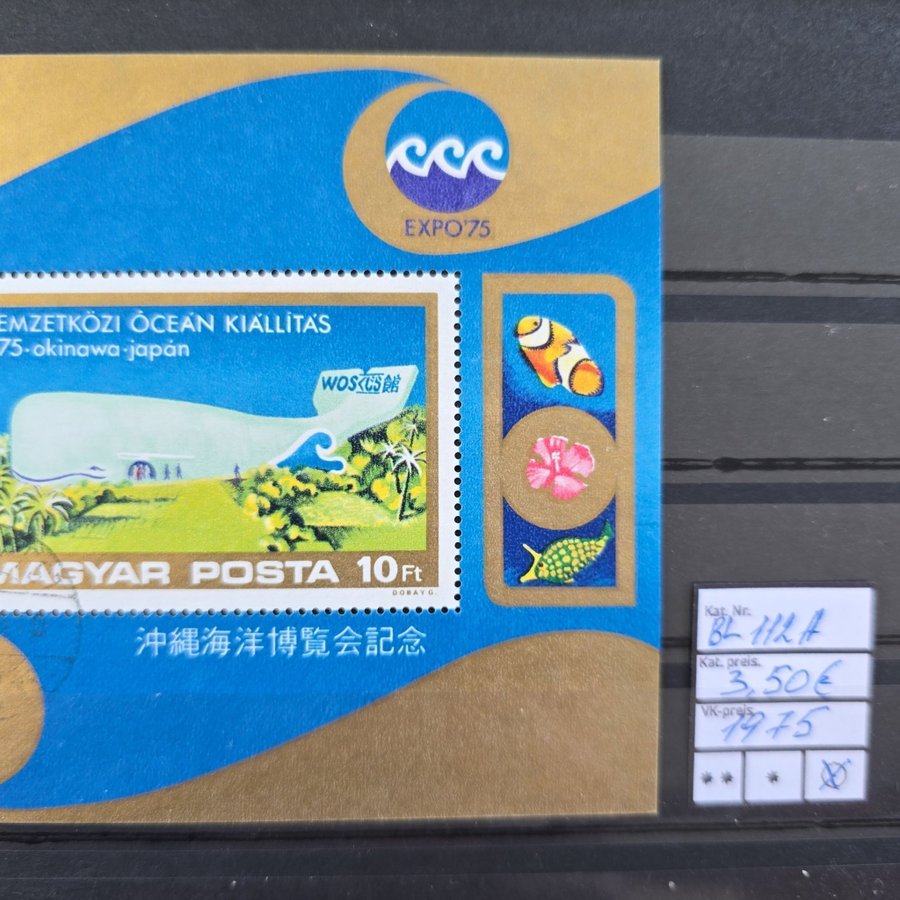 EXPO'75
EMZETKÖZI ÓCEÁN KIÁLLÍTÁS
75-okinawa-japán
館
MAGYAR POSTA 10 Ft
DOBAY G.
沖縄海洋博覧会記念
Kat. Nr.
BL 112 A
Kat. preis.
3,50€
VK-preis
1975
** *